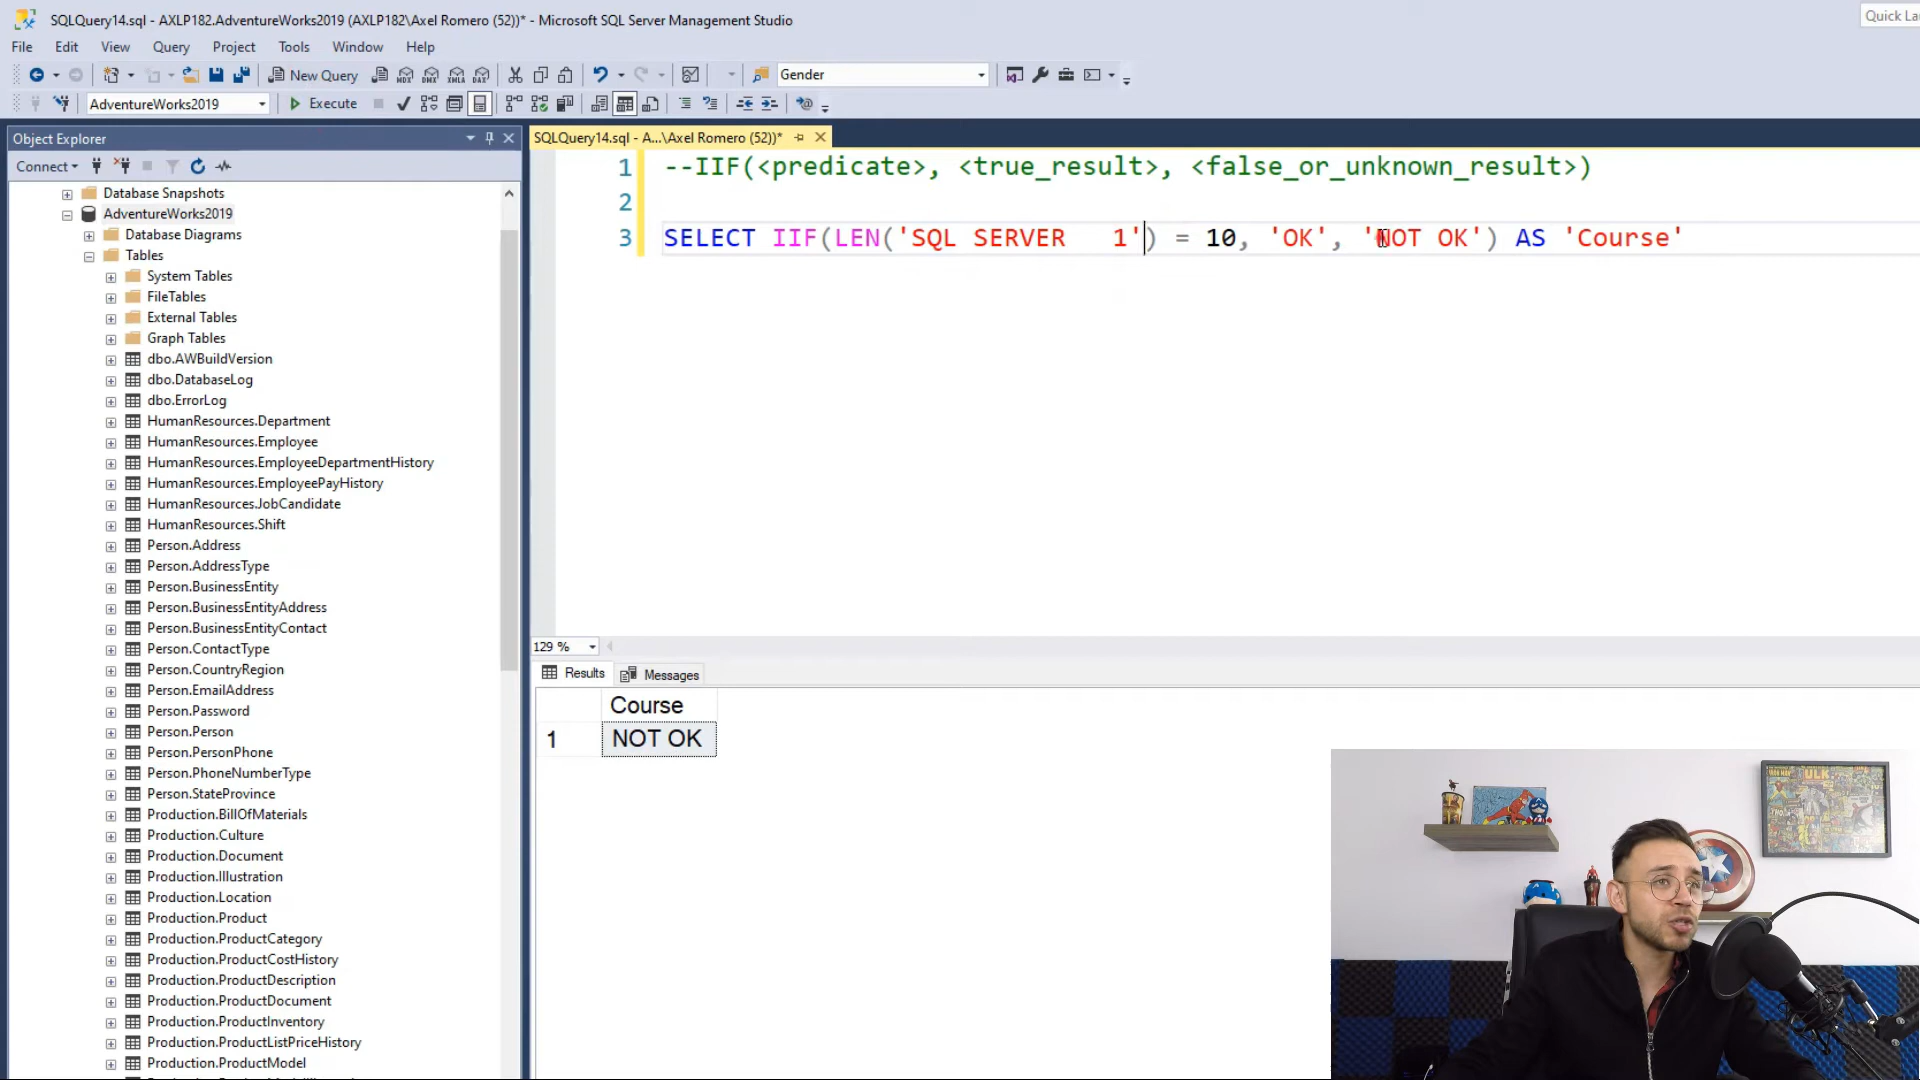 SQLQuery14.sql - AXLP182.AdventureWorks2019 (AXLP182\Axel Romero (52))* - Microsoft SQL Server Management Studio
Quick La
File Edit View Query Project Tools Window Help
New Query MDX DMX XMLA DAX Gender
AdventureWorks2019 Execute
Object Explorer
Connect
Database Snapshots
AdventureWorks2019
Database Diagrams
Tables
System Tables
FileTables
External Tables
Graph Tables
dbo.AWBuildVersion
dbo.DatabaseLog
dbo.ErrorLog
HumanResources.Department
HumanResources.Employee
HumanResources.EmployeeDepartmentHistory
HumanResources.EmployeePayHistory
HumanResources.JobCandidate
HumanResources.Shift
Person.Address
Person.AddressType
Person.BusinessEntity
Person.BusinessEntityAddress
Person.BusinessEntityContact
Person.ContactType
Person.CountryRegion
Person.EmailAddress
Person.Password
Person.Person
Person.PersonPhone
Person.PhoneNumberType
Person.StateProvince
Production.BillOfMaterials
Production.Culture
Production.Document
Production.Illustration
Production.Location
Production.Product
Production.ProductCategory
Production.ProductCostHistory
Production.ProductDescription
Production.ProductDocument
Production.ProductInventory
Production.ProductListPriceHistory
Production.ProductModel
SQLQuery14.sql - A...\Axel Romero (52))*
1 --IIF(<predicate>, <true_result>, <false_or_unknown_result>)
2
3 SELECT IIF(LEN('SQL SERVER   1') = 10, 'OK', 'NOT OK') AS 'Course'
129 %
Results Messages
Course
1 NOT OK
HULK